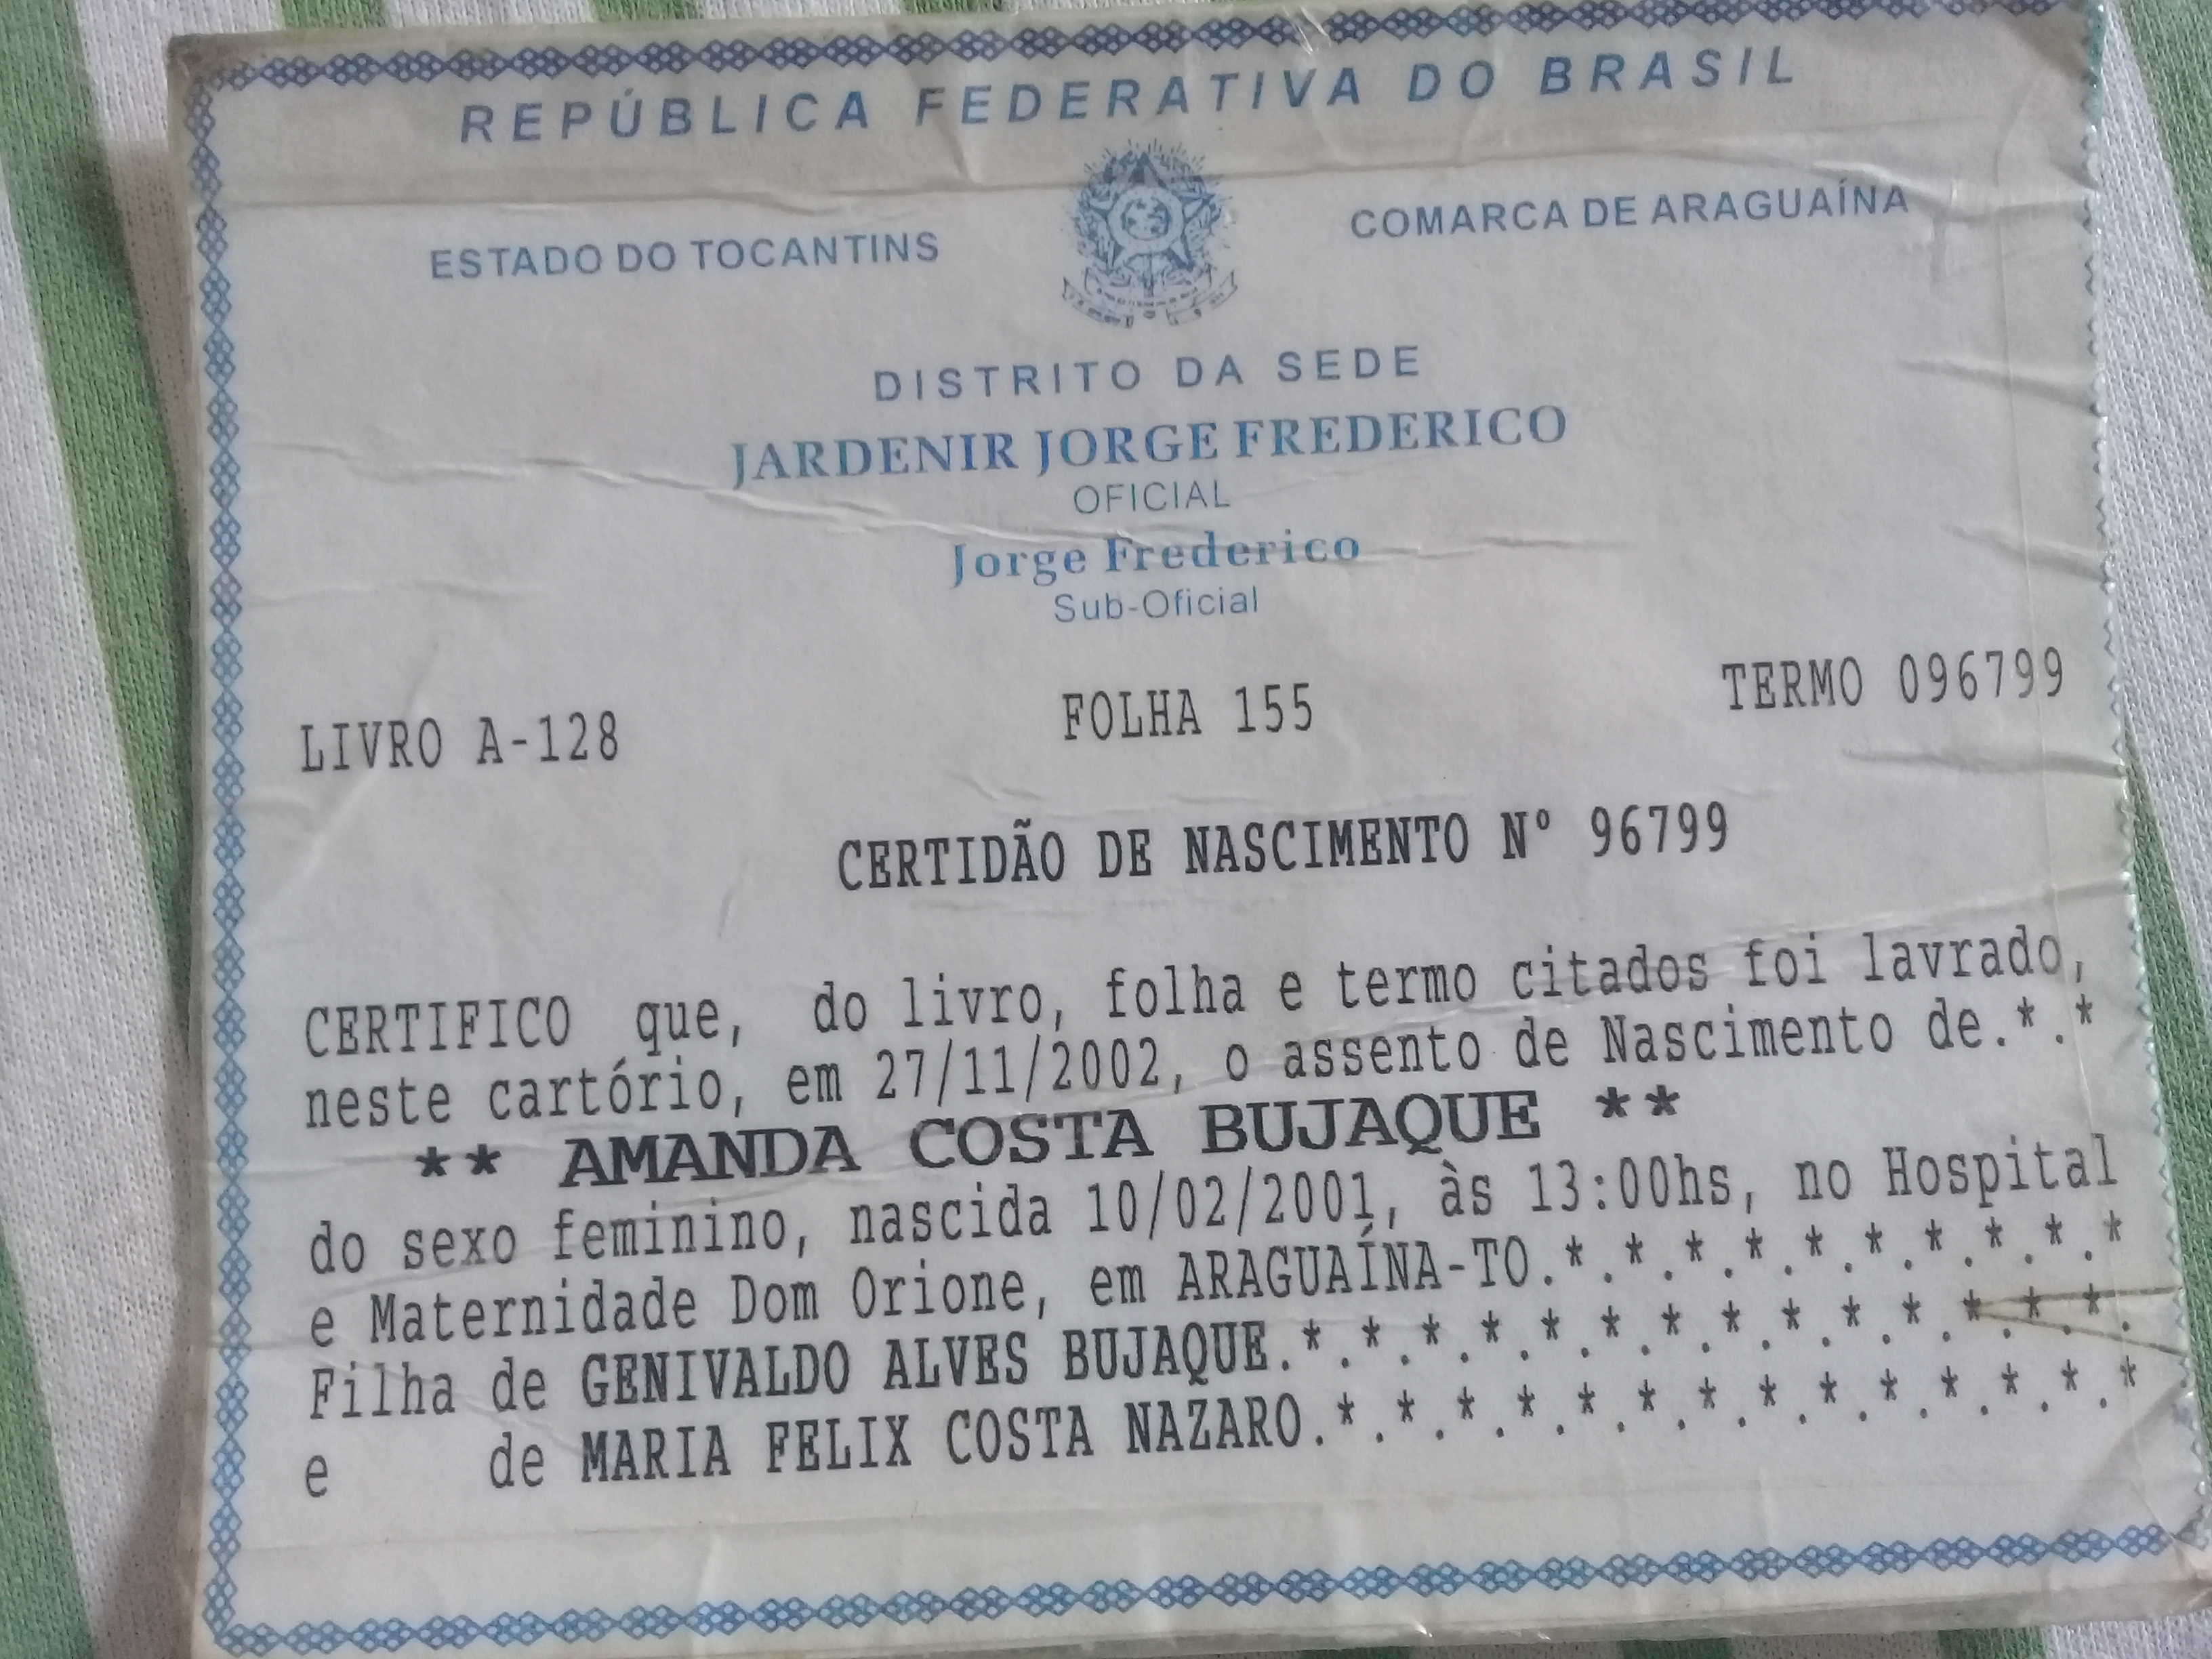 REPÚBLICA FEDERATIVA DO BRASIL
ESTADO DO TOCANTINS
COMARCA DE ARAGUAÍNA
DISTRITO DA SEDE
JARDENIR JORGE FREDERICO
OFICIAL
Jorge Frederico
Sub-Oficial
LIVRO A-128 FOLHA 155 TERMO 096799
CERTIDÃO DE NASCIMENTO Nº 96799
CERTIFICO que, do livro, folha e termo citados foi lavrado,
neste cartório, em 27/11/2002, o assento de Nascimento de.*.*
** AMANDA COSTA BUJAQUE **
do sexo feminino, nascida 10/02/2001, às 13:00hs, no Hospital
e Maternidade Dom Orione, em ARAGUAÍNA-TO.*.*.*.*.*.*.*.*.*.*
Filha de GENIVALDO ALVES BUJAQUE.*.*.*.*.*.*.*.*.*.*.*.*.*.*.
e de MARIA FELIX COSTA NAZARO.*.*.*.*.*.*.*.*.*.*.*.*.*.*